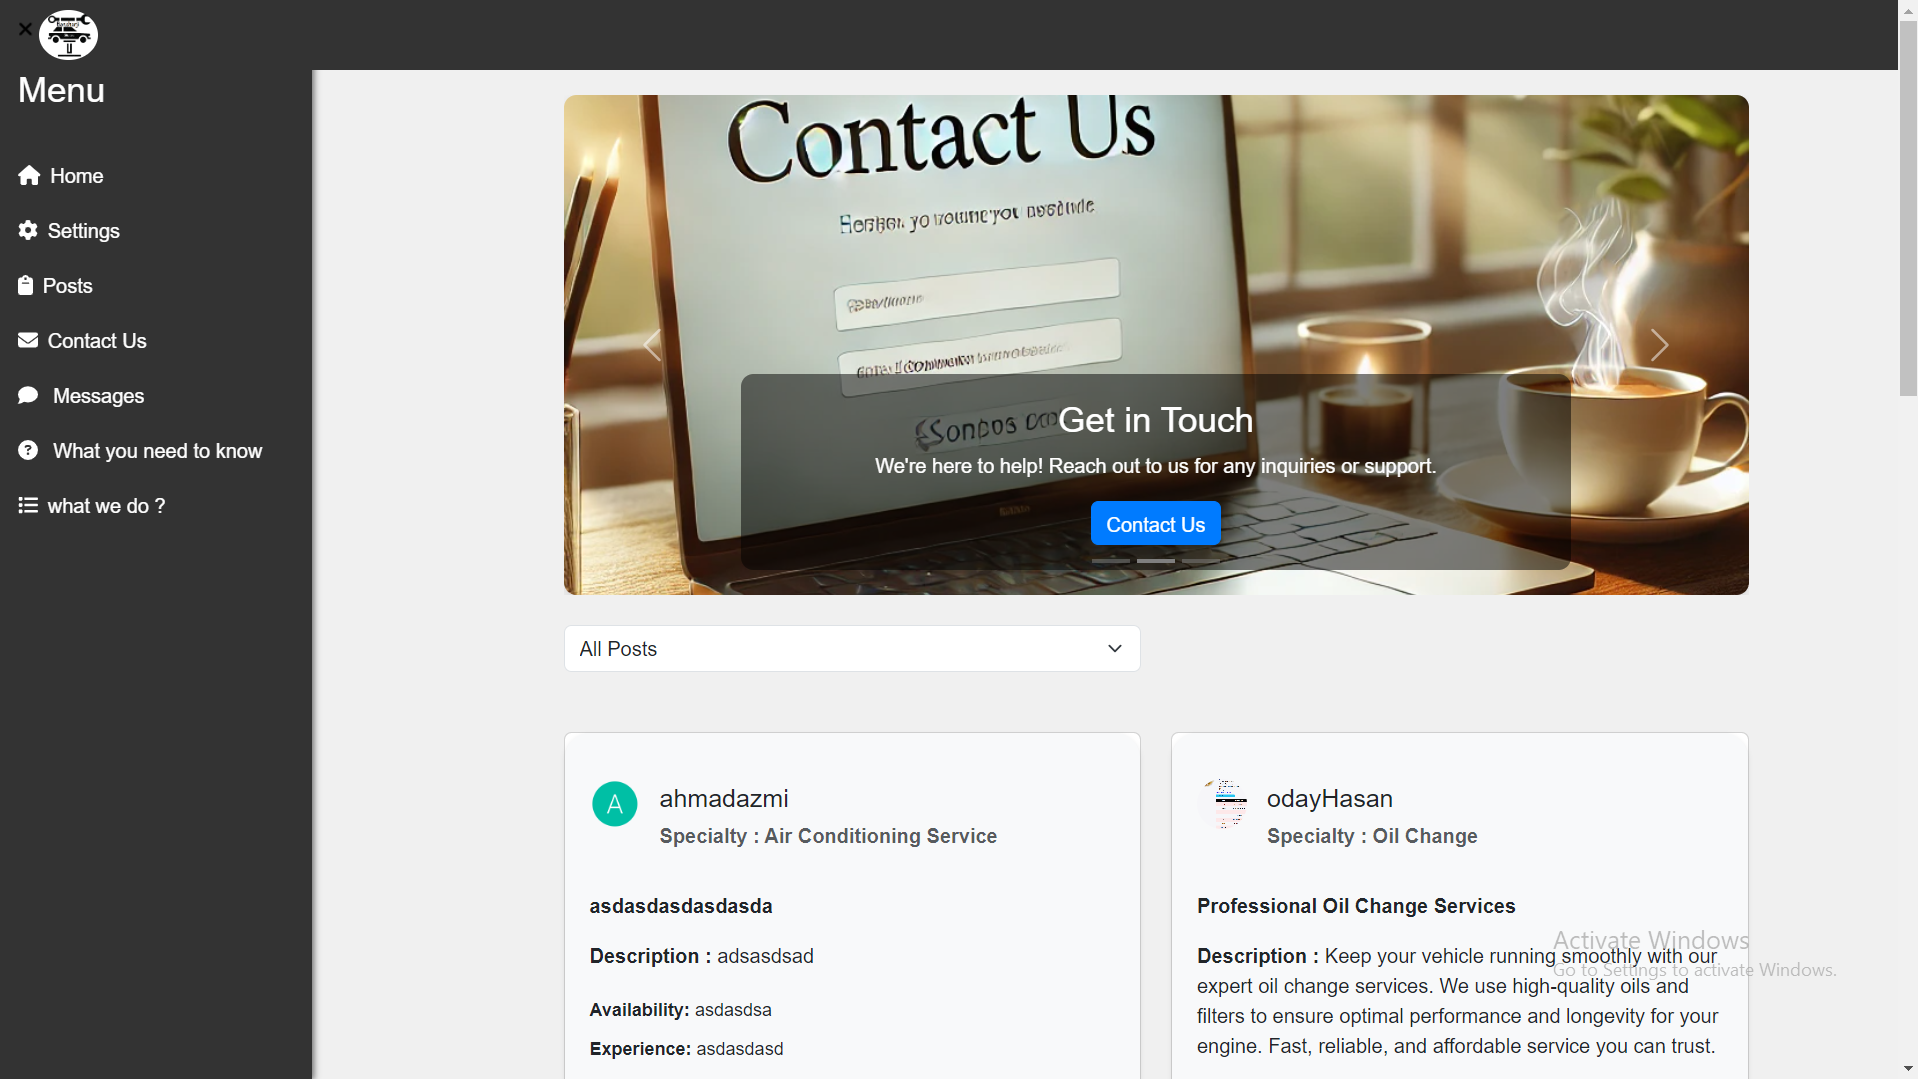 Menu
Home
Settings
Posts
Contact Us
Messages
What you need to know
what we do ?
Contact Us
Get in Touch
We're here to help! Reach out to us for any inquiries or support.
Contact Us
All Posts
A
ahmadazmi
Specialty : Air Conditioning Service
asdasdasdasdasda
Description : adsasdsad
Availability: asdasdsa
Experience: asdasdasd
odayHasan
Specialty : Oil Change
Professional Oil Change Services
Description : Keep your vehicle running smoothly with our
expert oil change services. We use high-quality oils and
filters to ensure optimal performance and longevity for your
engine. Fast, reliable, and affordable service you can trust.
Activate Windows
Go to Settings to activate Windows.